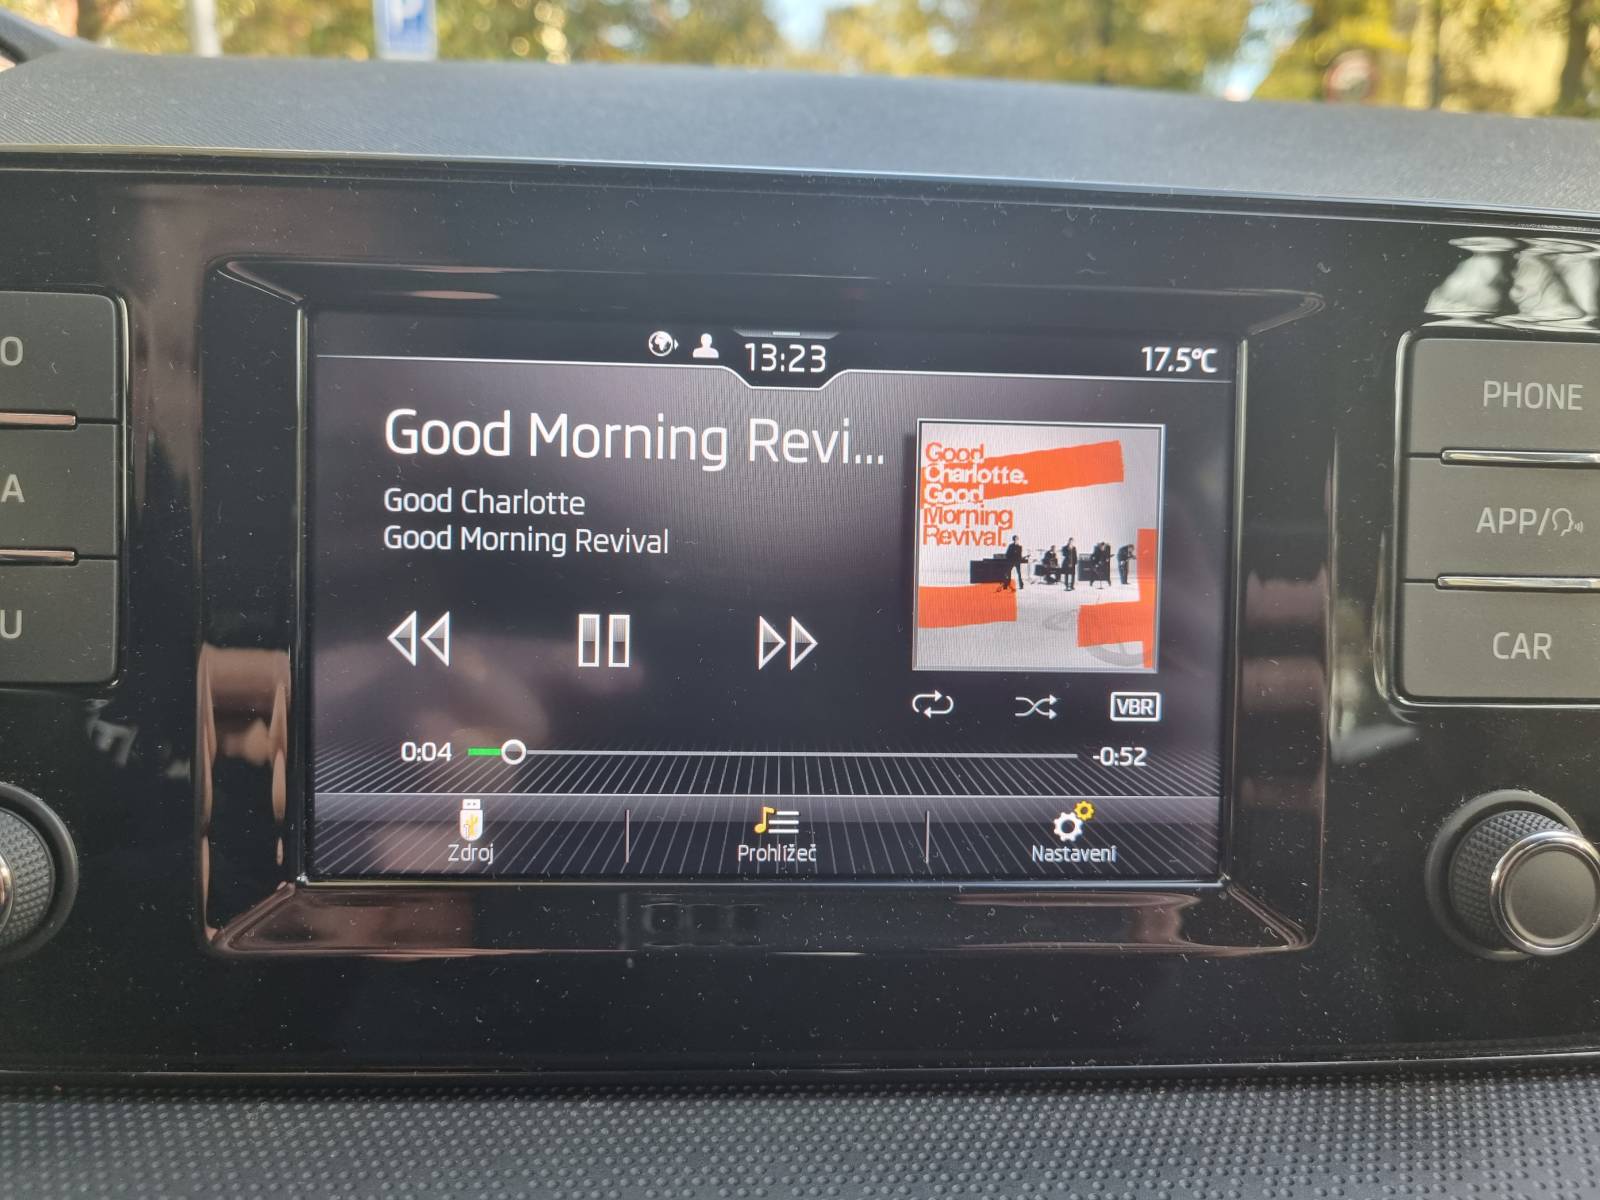 P
13:23
17.5°C
Good Morning Revi...
Good Charlotte
Good Morning Revival
Good
Charlotte.
Good
Morning
Revival.
VBR
0:04
-0:52
Zdroj
Prohlížeč
Nastavení
O
A
U
PHONE
APP/
CAR